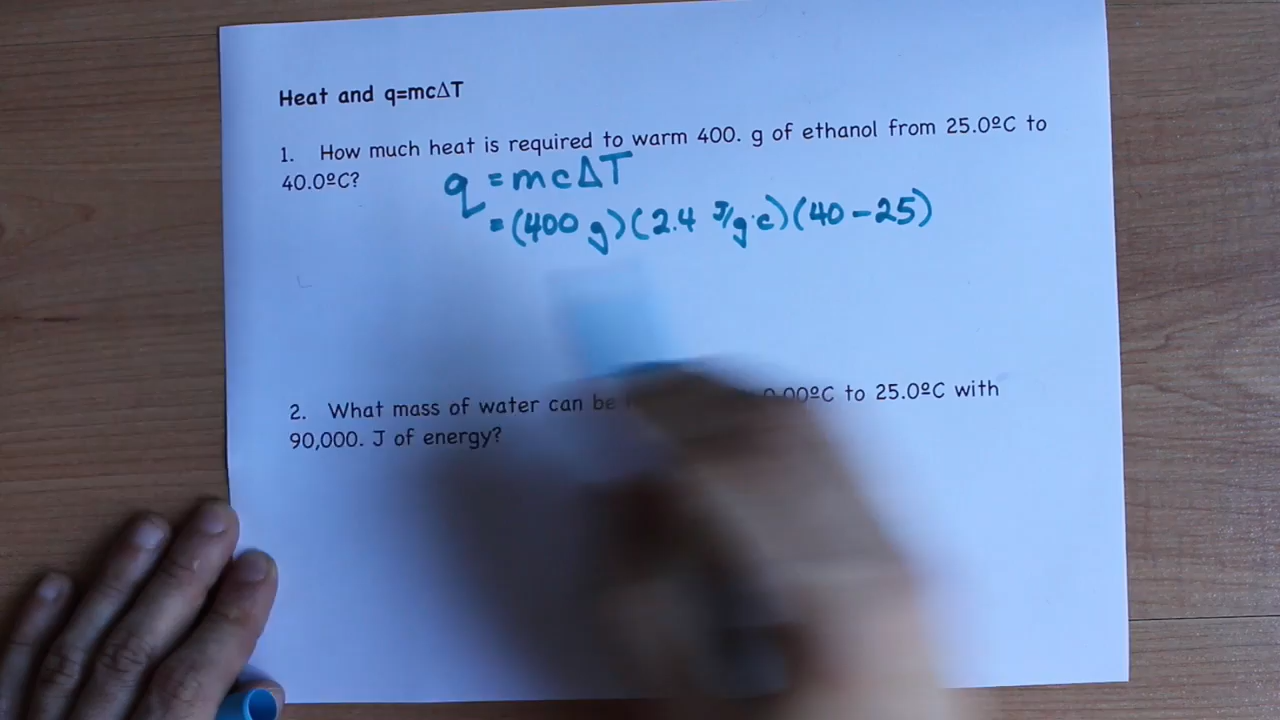 Heat and q=mcΔT
1. How much heat is required to warm 400. g of ethanol from 25.0ºC to
40.0ºC?
q = mcΔT
= (400 g)(2.4 J/g·c)(40-25)
2. What mass of water can be 0.00ºC to 25.0ºC with
90,000. J of energy?